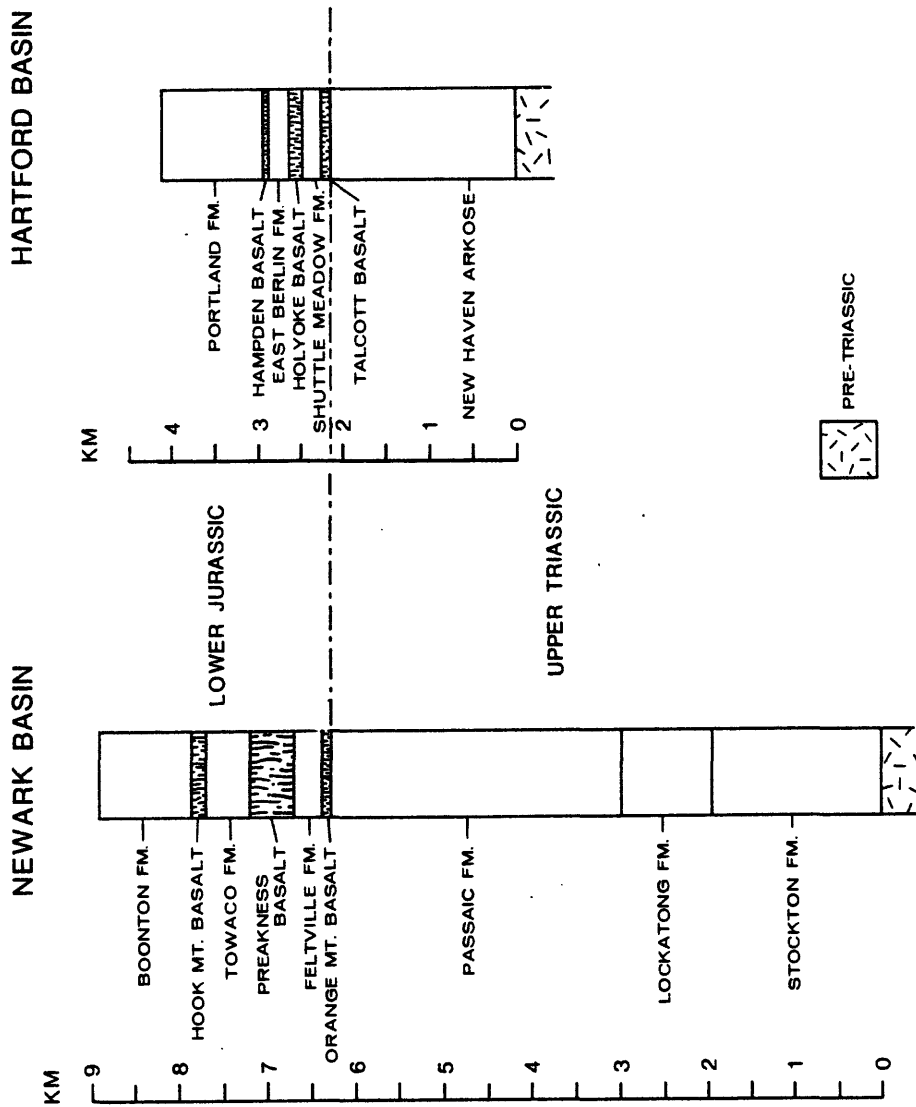 NEWARK BASIN
KM
9
8
7
6
5
4
3
2
1
0
BOONTON FM.
HOOK MT. BASALT
TOWACO FM.
PREAKNESS
BASALT
FELTVILLE FM.
ORANGE MT. BASALT
PASSAIC FM.
LOCKATONG FM.
STOCKTON FM.
LOWER JURASSIC
UPPER TRIASSIC
HARTFORD BASIN
KM
4
3
2
1
0
PORTLAND FM.
HAMPDEN BASALT
EAST BERLIN FM.
HOLYOKE BASALT
SHUTTLE MEADOW FM.
TALCOTT BASALT
NEW HAVEN ARKOSE
PRE-TRIASSIC